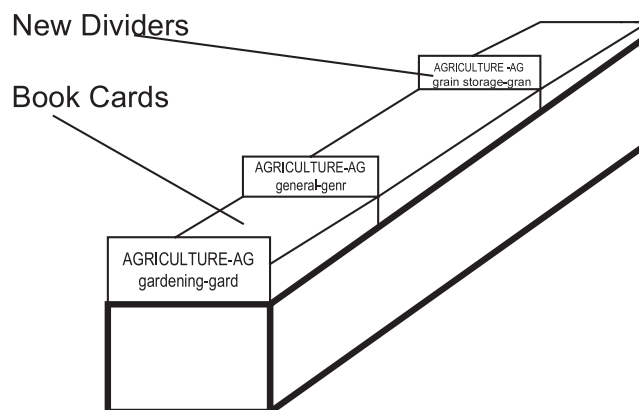 New Dividers
AGRICULTURE -AG
grain storage-gran
Book Cards
AGRICULTURE-AG
general-genr
AGRICULTURE-AG
gardening-gard